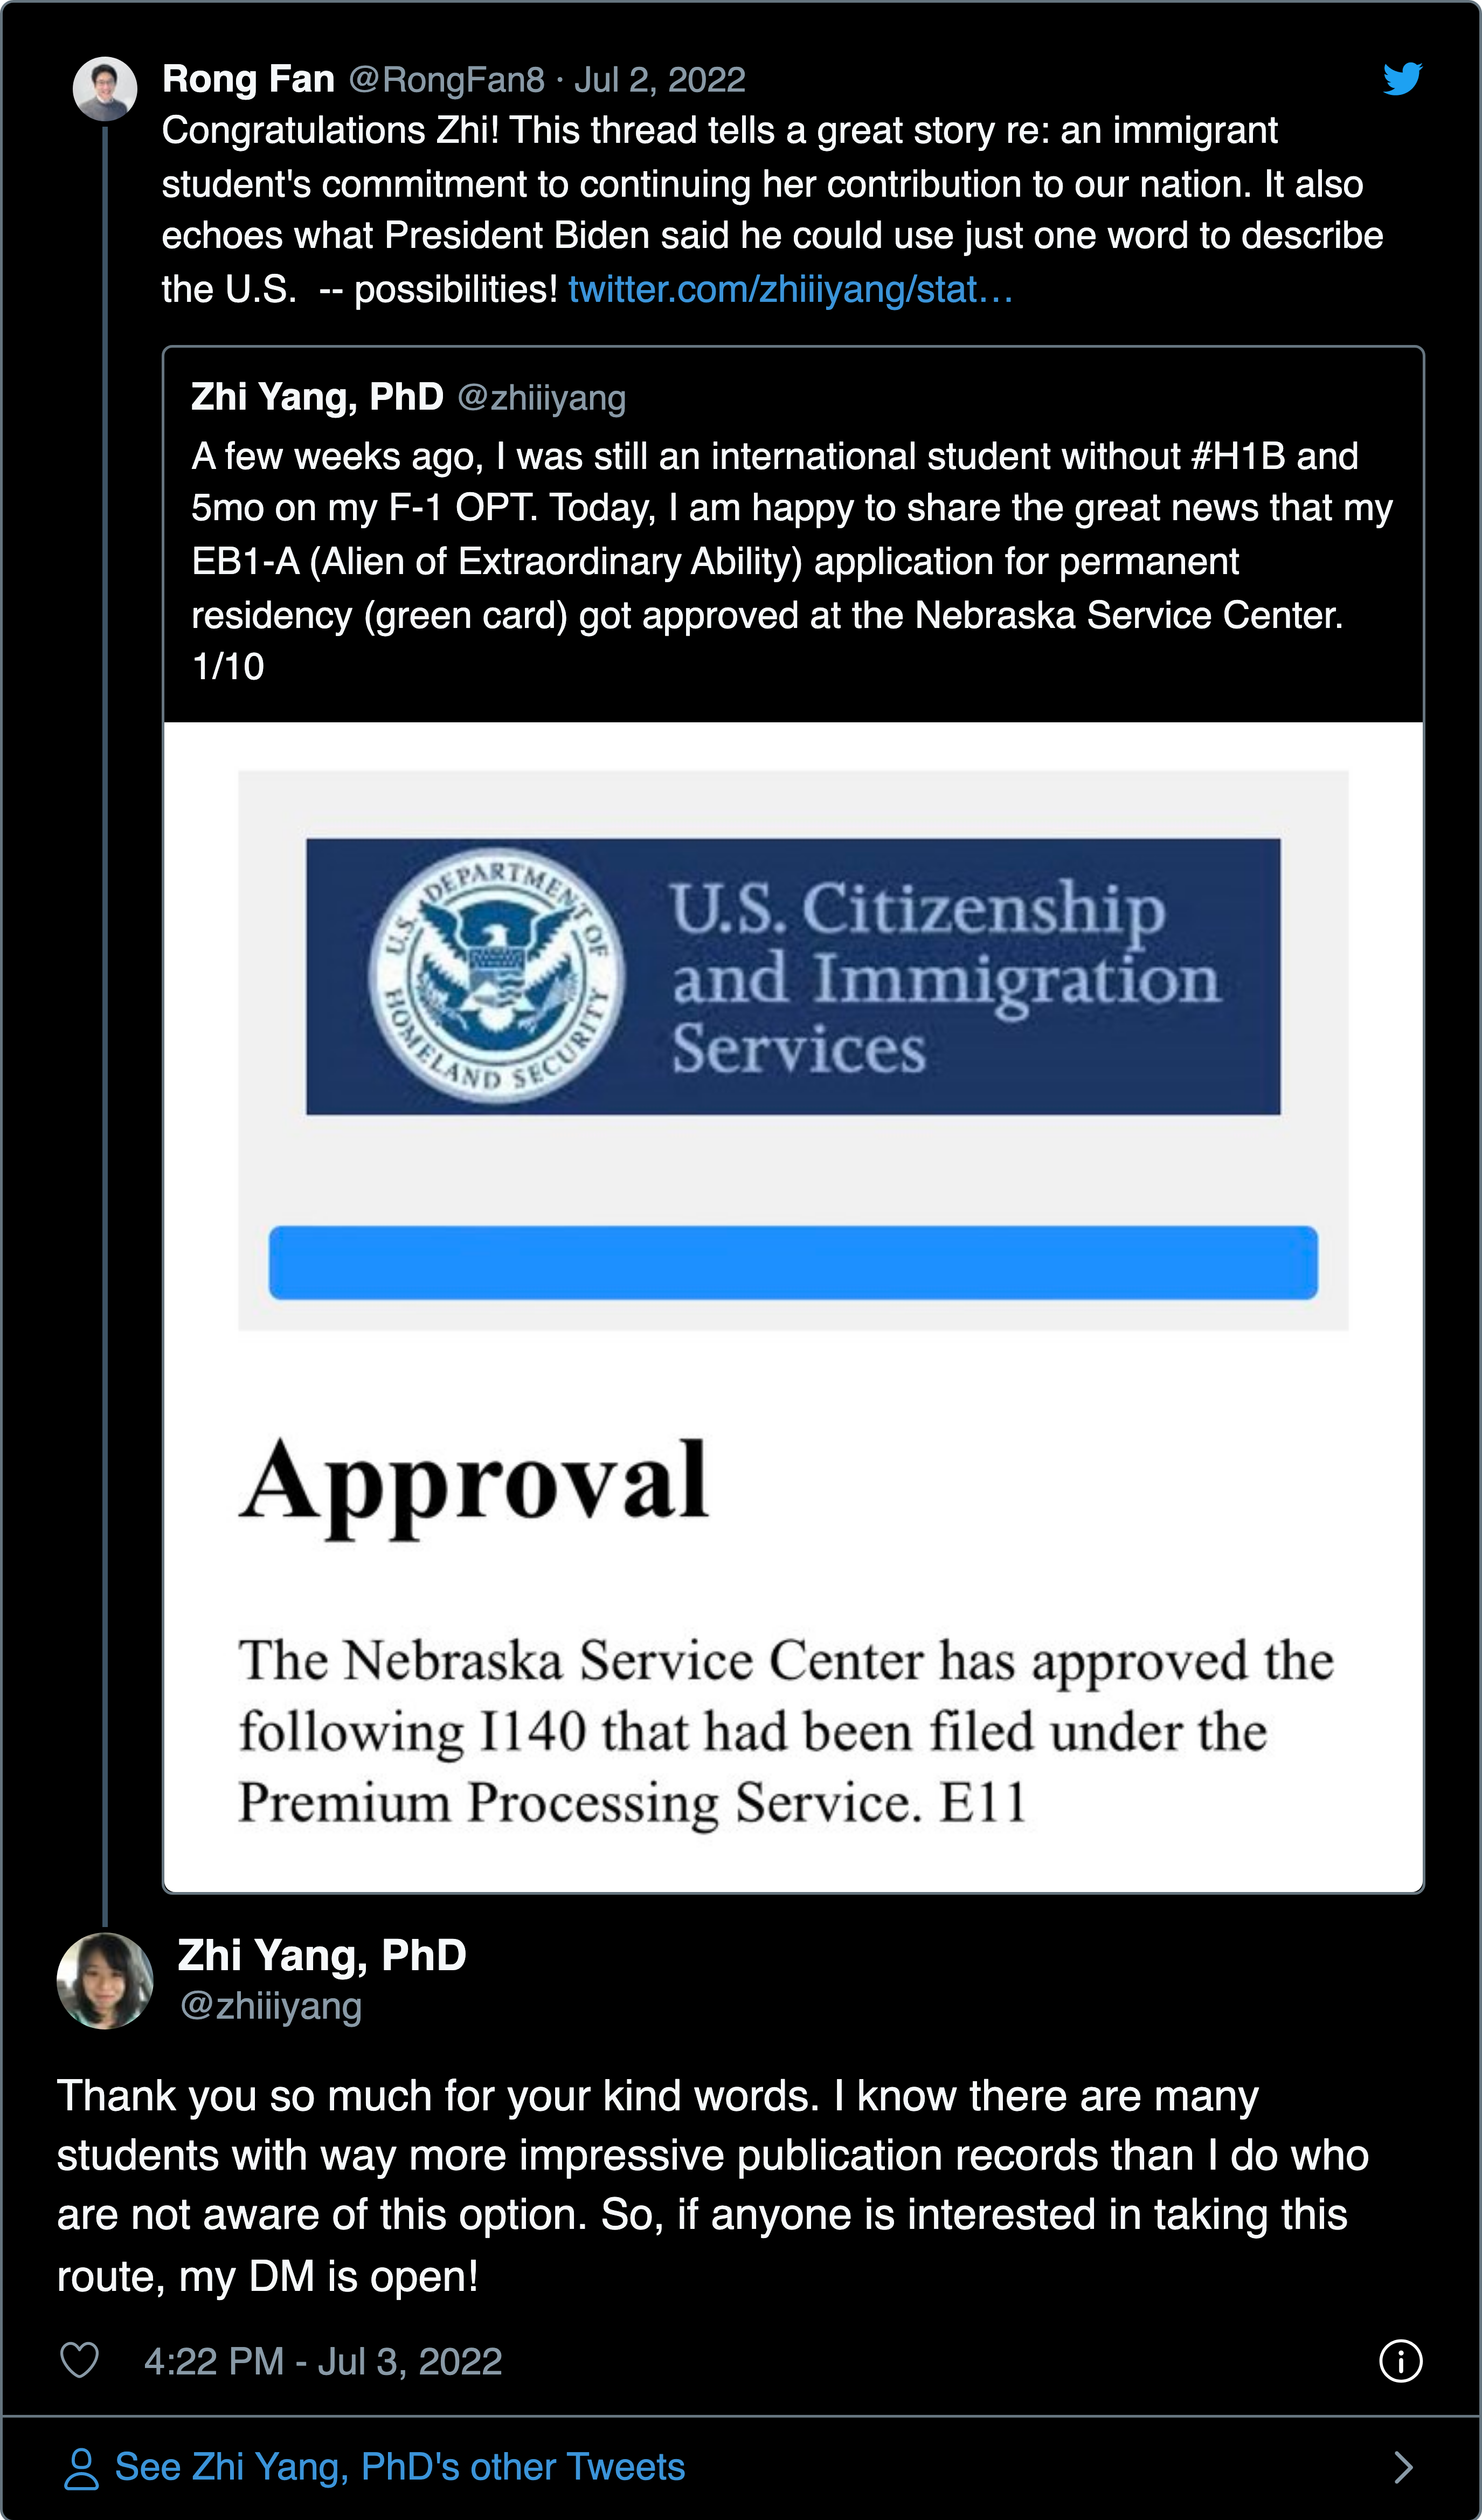 Rong Fan @RongFan8 · Jul 2, 2022
Congratulations Zhi! This thread tells a great story re: an immigrant
student's commitment to continuing her contribution to our nation. It also
echoes what President Biden said he could use just one word to describe
the U.S.  -- possibilities! twitter.com/zhiiiyang/stat…
Zhi Yang, PhD @zhiiiyang
A few weeks ago, I was still an international student without #H1B and
5mo on my F-1 OPT. Today, I am happy to share the great news that my
EB1-A (Alien of Extraordinary Ability) application for permanent
residency (green card) got approved at the Nebraska Service Center.
1/10
U.S. DEPARTMENT OF
HOMELAND SECURITY
U.S. Citizenship
and Immigration
Services
Approval
The Nebraska Service Center has approved the
following I140 that had been filed under the
Premium Processing Service. E11
Zhi Yang, PhD
@zhiiiyang
Thank you so much for your kind words. I know there are many
students with way more impressive publication records than I do who
are not aware of this option. So, if anyone is interested in taking this
route, my DM is open!
4:22 PM - Jul 3, 2022
See Zhi Yang, PhD's other Tweets